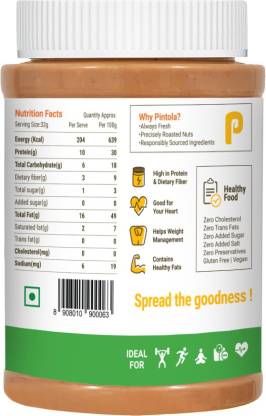 Nutrition Facts Quantity Approx.
Serving Size:32g Per Serve Per 100g
Energy (Kcal) 204 639
Protein(g) 10 30
Total Carbohydrate(g) 6 18
Dietary fiber(g) 3 9
Total sugar(g) 1 3
Added sugar(g) 0 0
Total Fat(g) 16 49
Saturated fat(g) 2 7
Trans fat(g) 0 0
Cholesterol(mg) 0 0
Sodium(mg) 6 19
8 908010 900063
Why Pintola?
•Always Fresh
•Precisely Roasted Nuts
•Responsibly Sourced Ingredients
P
High in Protein
& Dietary Fiber
Good for
Your Heart
Helps Weight
Management
Contains
Healthy Fats
Healthy
Food
Zero Cholesterol
Zero Trans Fats
Zero Added Sugar
Zero Added Salt
Zero Preservatives
Gluten Free | Vegan
Spread the goodness !
IDEAL
FOR